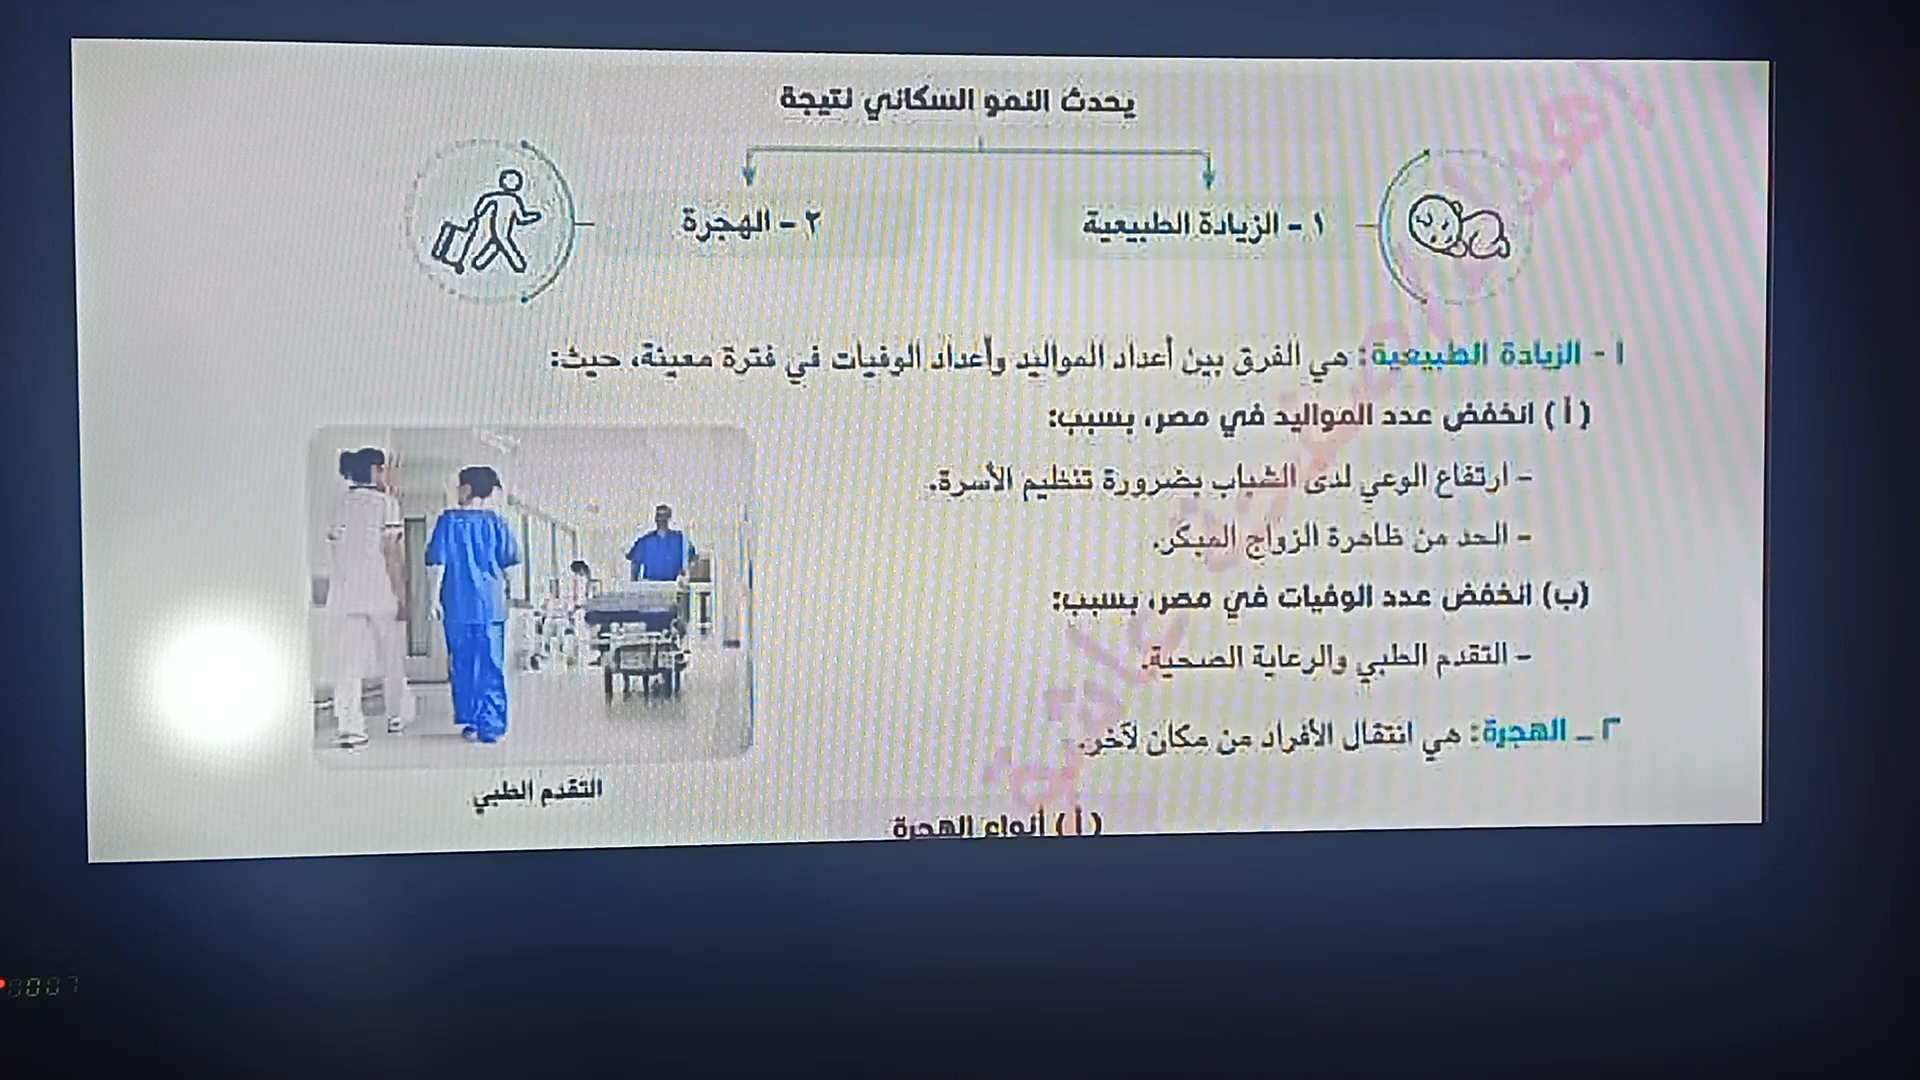 يحدث النمو السكاني نتيجة
١ - الزيادة الطبيعية
٢ - الهجرة
١ - الزيادة الطبيعية: هي الفرق بين أعداد المواليد وأعداد الوفيات في فترة معينة، حيث:
(أ) انخفض عدد المواليد في مصر، بسبب:
- ارتفاع الوعي لدى الشباب بضرورة تنظيم الأسرة.
- الحد من ظاهرة الزواج المبكر.
(ب) انخفض عدد الوفيات في مصر، بسبب:
- التقدم الطبي والرعاية الصحية.
التقدم الطبي
٢ - الهجرة: هي انتقال الأفراد من مكان لآخر.
(أ) أنواع الهجرة
0007